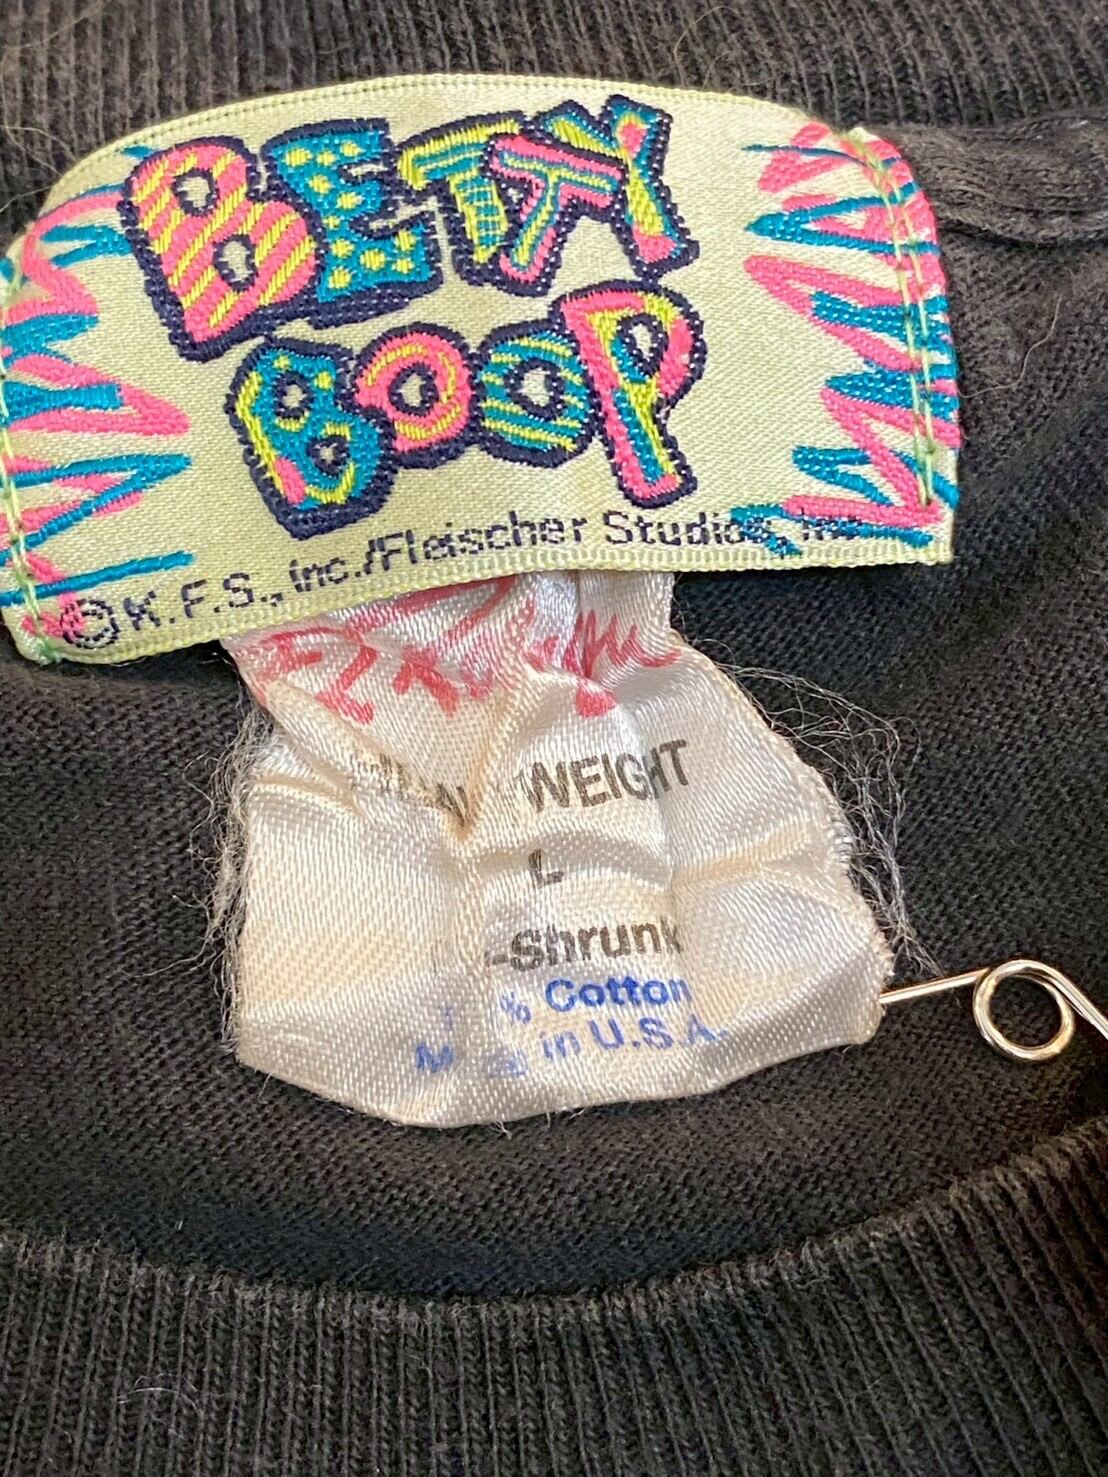 BETTY
BOOP
©K.F.S., inc./Fleischer Studios, Inc
WEIGHT
L
-Shrunk
% Cotton
in U.S.A.